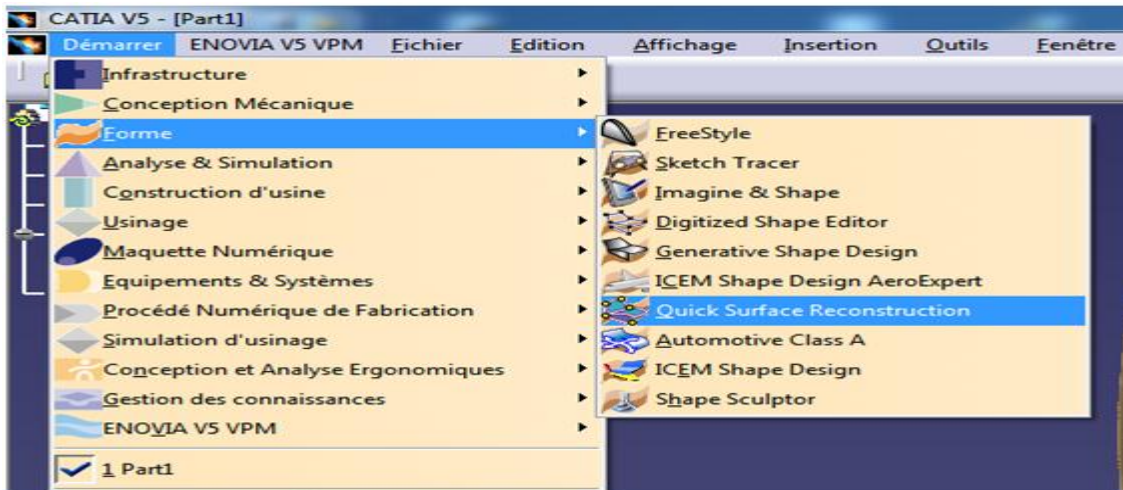 CATIA V5 - [Part1]
Démarrer ENOVIA V5 VPM Fichier Edition Affichage Insertion Outils Fenêtre
Infrastructure
Conception Mécanique
Forme
Analyse & Simulation
Construction d'usine
Usinage
Maquette Numérique
Equipements & Systèmes
Procédé Numérique de Fabrication
Simulation d'usinage
Conception et Analyse Ergonomiques
Gestion des connaissances
ENOVIA V5 VPM
1 Part1
FreeStyle
Sketch Tracer
Imagine & Shape
Digitized Shape Editor
Generative Shape Design
ICEM Shape Design AeroExpert
Quick Surface Reconstruction
Automotive Class A
ICEM Shape Design
Shape Sculptor